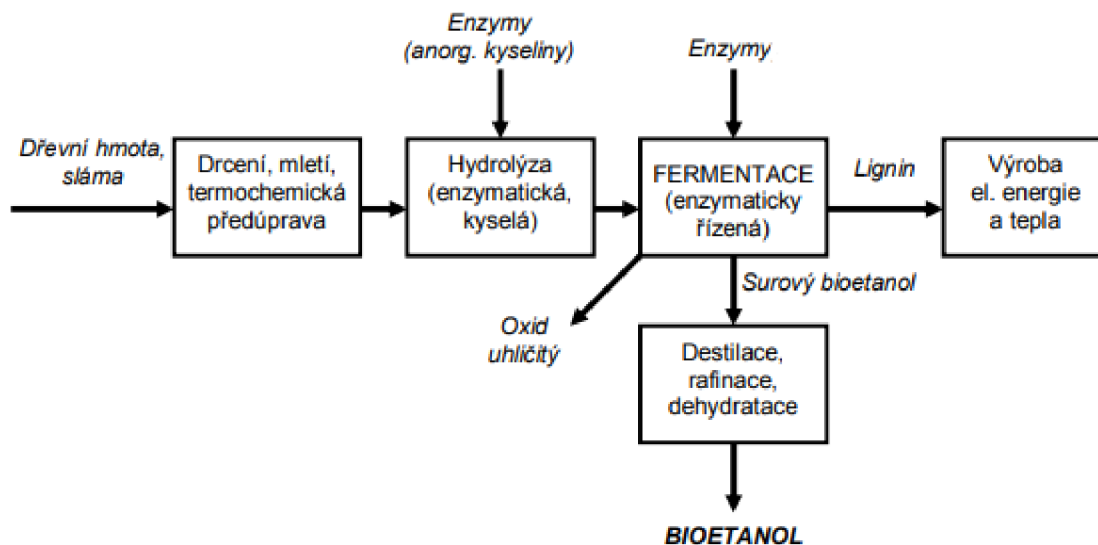 Enzymy
(anorg. kyseliny)
Enzymy
Dřevní hmota,
sláma
Drcení, mletí,
termochemická
předúprava
Hydrolýza
(enzymatická,
kyselá)
FERMENTACE
(enzymaticky
řízená)
Lignin
Výroba
el. energie
a tepla
Surový bioetanol
Oxid
uhličitý
Destilace,
rafinace,
dehydratace
BIOETANOL